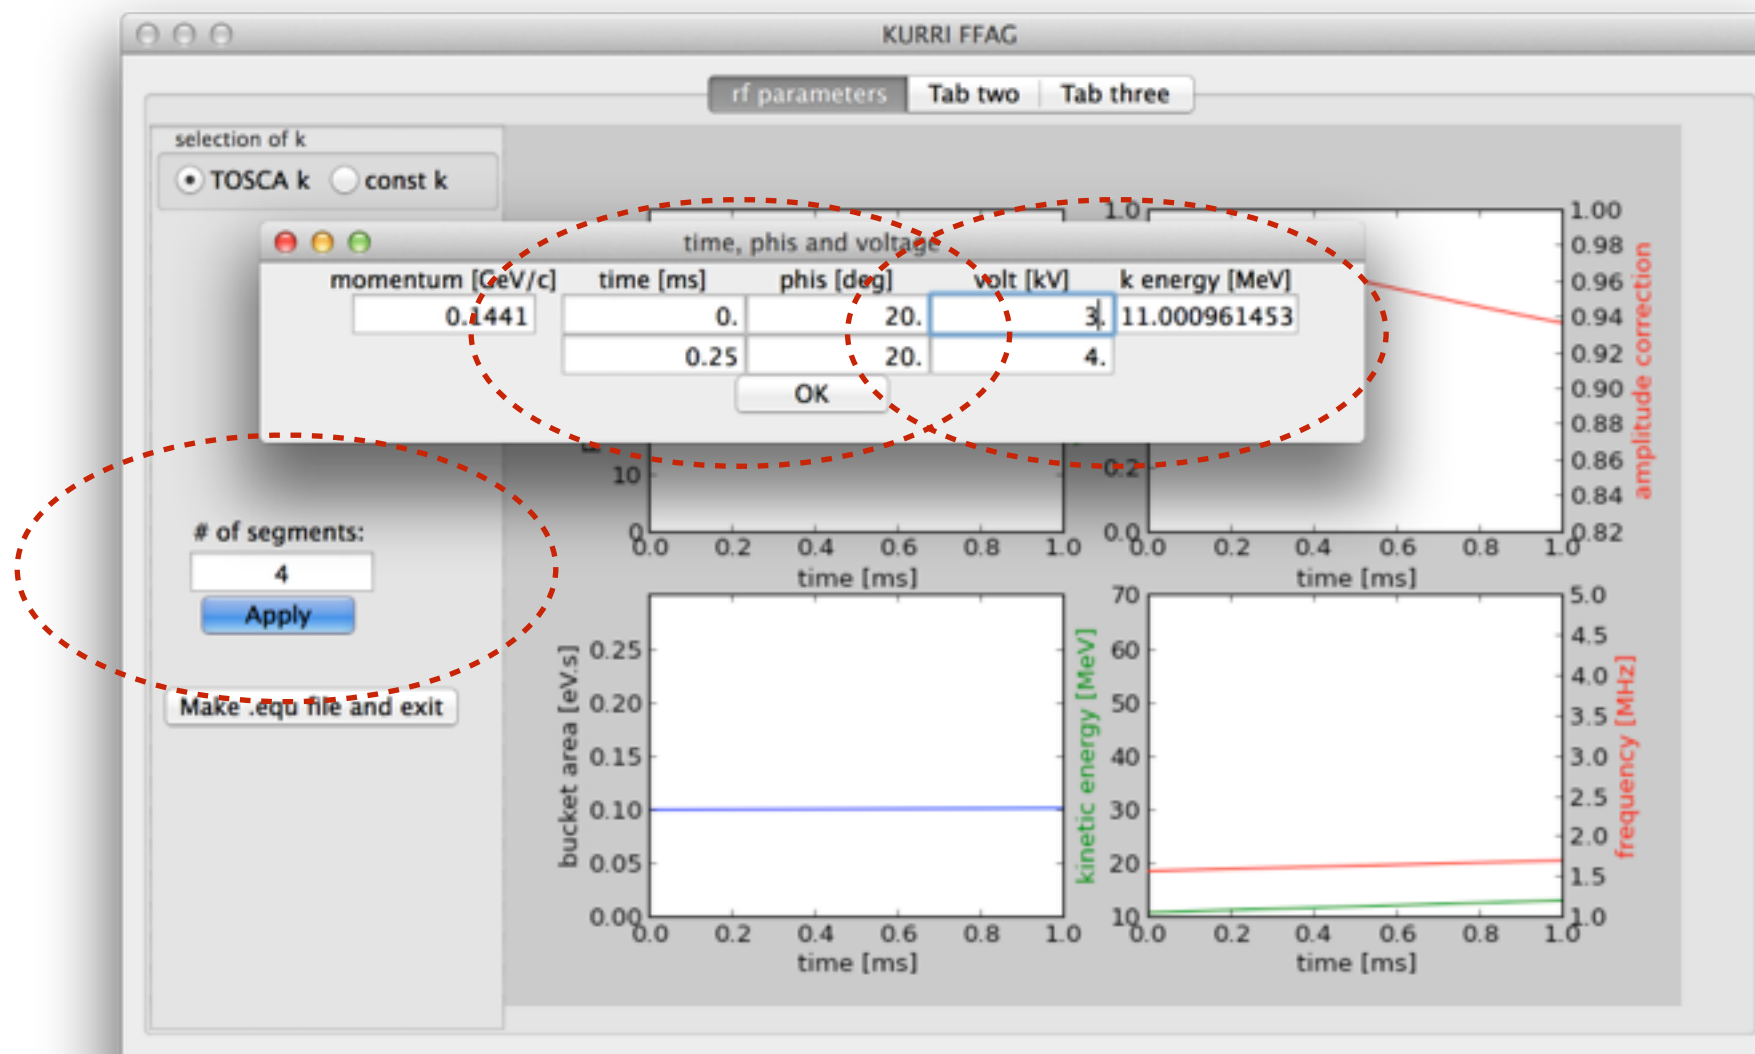 KURRI FFAG
rf parameters Tab two Tab three
selection of k
TOSCA k const k
time, phis and voltage
momentum [GeV/c] time [ms] phis [deg] volt [kV] k energy [MeV]
0.1441 0. 20. 3. 11.000961453
0.25 20. 4.
OK
# of segments:
4
Apply
Make .equ file and exit
10
0
0.0 0.2 0.4 0.6 0.8 1.0
time [ms]
1.0
0.2
0.0
1.00
0.98
0.96
0.94
0.92
0.90
0.88
0.86
0.84
0.82
amplitude correction
0.0 0.2 0.4 0.6 0.8 1.0
time [ms]
bucket area [eV.s]
0.25
0.20
0.15
0.10
0.05
0.00
0.0 0.2 0.4 0.6 0.8 1.0
time [ms]
kinetic energy [MeV]
70
60
50
40
30
20
10
5.0
4.5
4.0
3.5
3.0
2.5
2.0
1.5
1.0
frequency [MHz]
0.0 0.2 0.4 0.6 0.8 1.0
time [ms]